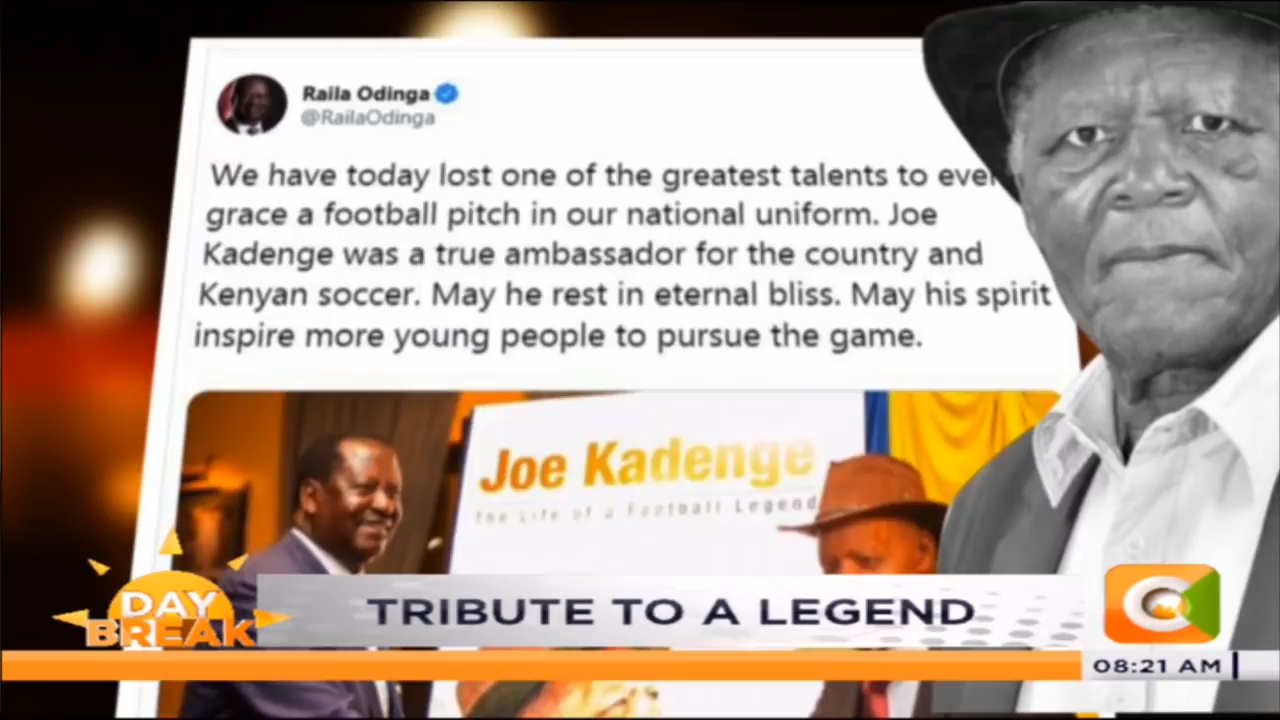 Raila Odinga
@RailaOdinga
We have today lost one of the greatest talents to ever
grace a football pitch in our national uniform. Joe
Kadenge was a true ambassador for the country and
Kenyan soccer. May he rest in eternal bliss. May his spirit
inspire more young people to pursue the game.
Joe Kadenge
The Life of a Football Legend
DAY
BREAK
TRIBUTE TO A LEGEND
08:21 AM